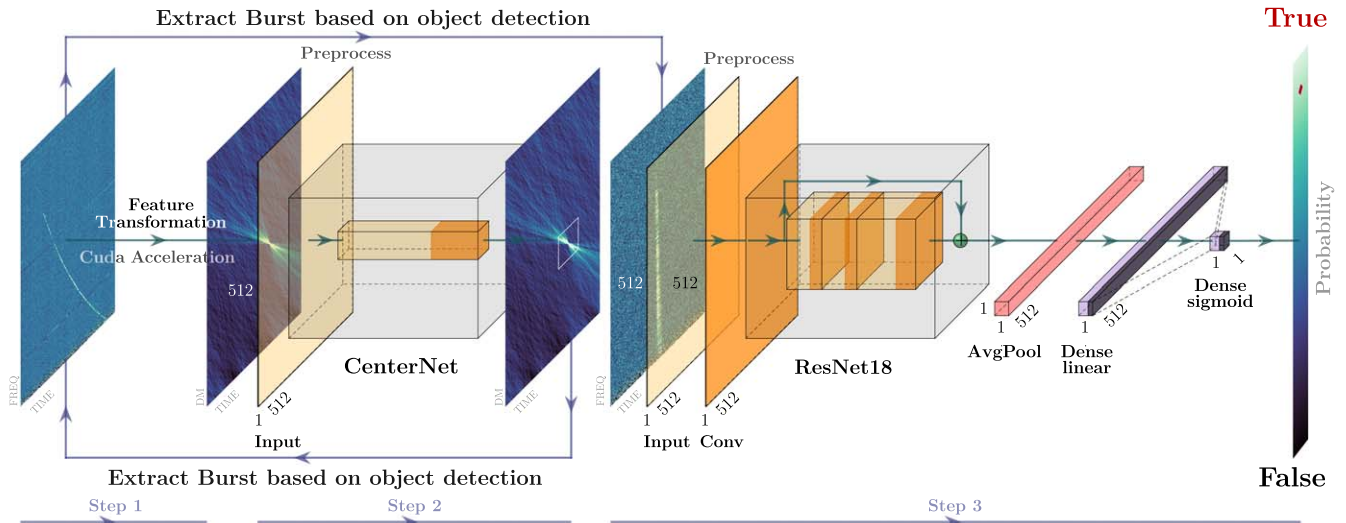 Extract Burst based on object detection
True
Preprocess
Preprocess
Feature
Transformation
Cuda Acceleration
512
512
512
Probability
1
1
Dense
sigmoid
1
1
512
1
512
AvgPool
Dense
linear
CenterNet
ResNet18
FREQ
TIME
DM
TIME
1
512
Input
DM
TIME
FREQ
TIME
1
512
Input
1
512
Conv
Extract Burst based on object detection
False
Step 1
Step 2
Step 3